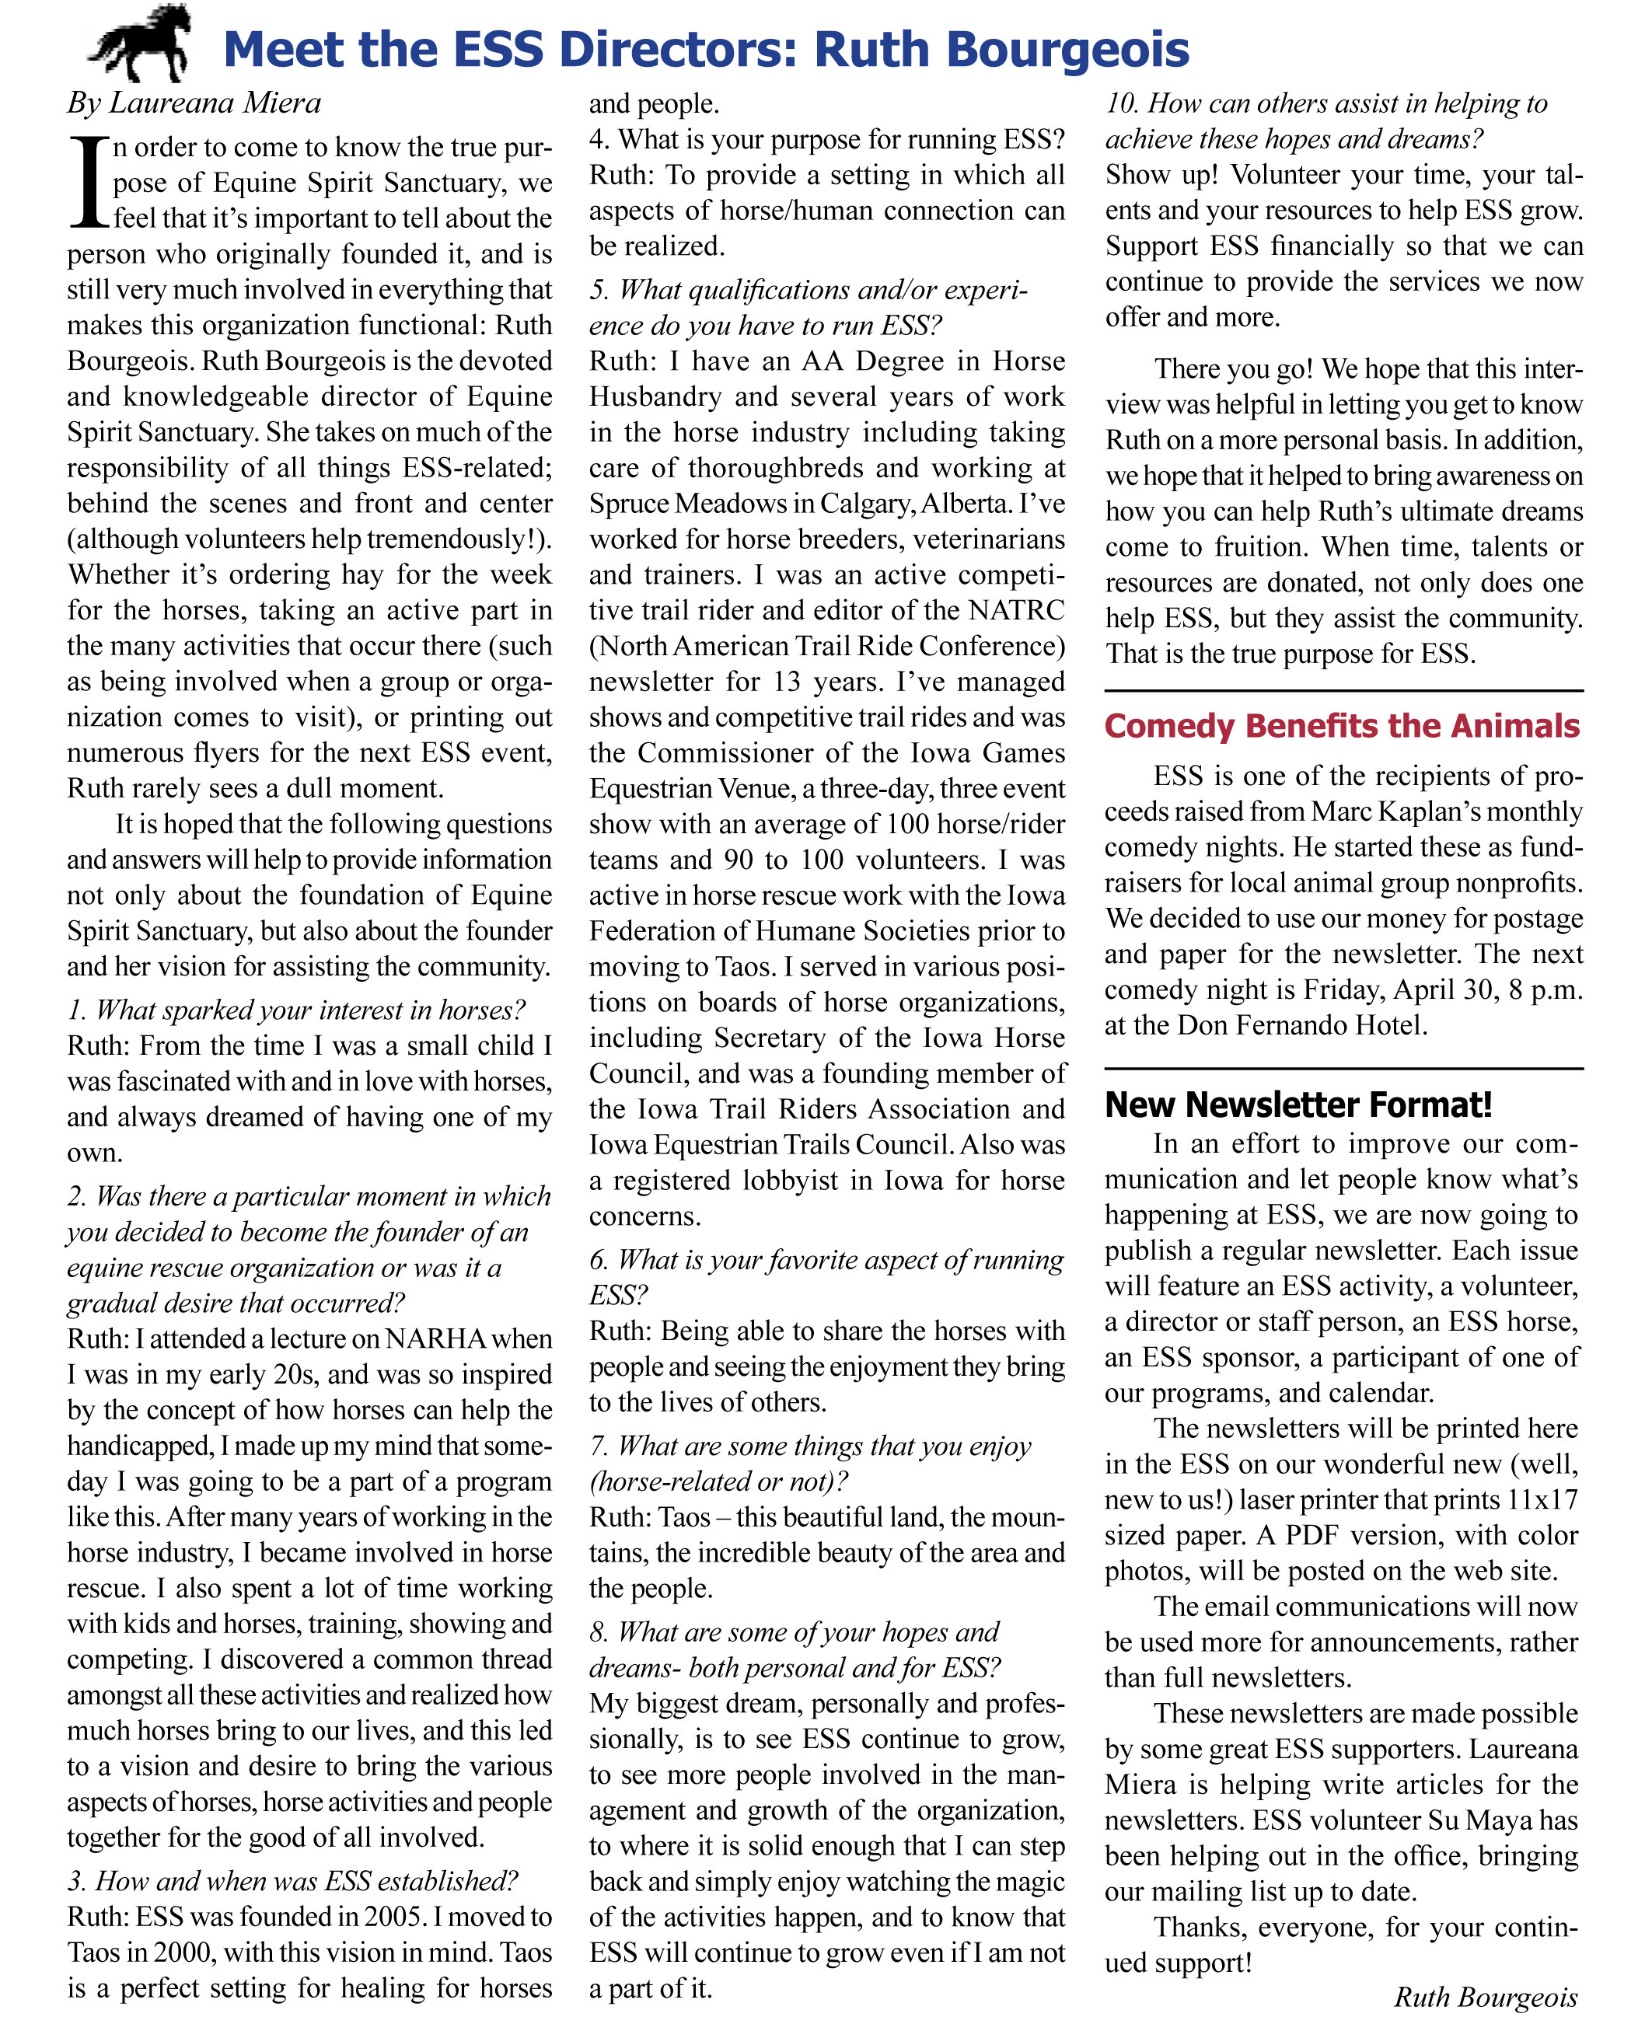 Meet the ESS Directors: Ruth Bourgeois
By Laureana Miera
In order to come to know the true pur-
pose of Equine Spirit Sanctuary, we
feel that it's important to tell about the
person who originally founded it, and is
still very much involved in everything that
makes this organization functional: Ruth
Bourgeois. Ruth Bourgeois is the devoted
and knowledgeable director of Equine
Spirit Sanctuary. She takes on much of the
responsibility of all things ESS-related;
behind the scenes and front and center
(although volunteers help tremendously!).
Whether it's ordering hay for the week
for the horses, taking an active part in
the many activities that occur there (such
as being involved when a group or orga-
nization comes to visit), or printing out
numerous flyers for the next ESS event,
Ruth rarely sees a dull moment.
It is hoped that the following questions
and answers will help to provide information
not only about the foundation of Equine
Spirit Sanctuary, but also about the founder
and her vision for assisting the community.
1. What sparked your interest in horses?
Ruth: From the time I was a small child I
was fascinated with and in love with horses,
and always dreamed of having one of my
own.
2. Was there a particular moment in which
you decided to become the founder of an
equine rescue organization or was it a
gradual desire that occurred?
Ruth: I attended a lecture on NARHA when
I was in my early 20s, and was so inspired
by the concept of how horses can help the
handicapped, I made up my mind that some-
day I was going to be a part of a program
like this. After many years of working in the
horse industry, I became involved in horse
rescue. I also spent a lot of time working
with kids and horses, training, showing and
competing. I discovered a common thread
amongst all these activities and realized how
much horses bring to our lives, and this led
to a vision and desire to bring the various
aspects of horses, horse activities and people
together for the good of all involved.
3. How and when was ESS established?
Ruth: ESS was founded in 2005. I moved to
Taos in 2000, with this vision in mind. Taos
is a perfect setting for healing for horses
and people.
4. What is your purpose for running ESS?
Ruth: To provide a setting in which all
aspects of horse/human connection can
be realized.
5. What qualifications and/or experi-
ence do you have to run ESS?
Ruth: I have an AA Degree in Horse
Husbandry and several years of work
in the horse industry including taking
care of thoroughbreds and working at
Spruce Meadows in Calgary, Alberta. I've
worked for horse breeders, veterinarians
and trainers. I was an active competi-
tive trail rider and editor of the NATRC
(North American Trail Ride Conference)
newsletter for 13 years. I've managed
shows and competitive trail rides and was
the Commissioner of the Iowa Games
Equestrian Venue, a three-day, three event
show with an average of 100 horse/rider
teams and 90 to 100 volunteers. I was
active in horse rescue work with the Iowa
Federation of Humane Societies prior to
moving to Taos. I served in various posi-
tions on boards of horse organizations,
including Secretary of the Iowa Horse
Council, and was a founding member of
the Iowa Trail Riders Association and
Iowa Equestrian Trails Council. Also was
a registered lobbyist in Iowa for horse
concerns.
6. What is your favorite aspect of running
ESS?
Ruth: Being able to share the horses with
people and seeing the enjoyment they bring
to the lives of others.
7. What are some things that you enjoy
(horse-related or not)?
Ruth: Taos – this beautiful land, the moun-
tains, the incredible beauty of the area and
the people.
8. What are some of your hopes and
dreams- both personal and for ESS?
My biggest dream, personally and profes-
sionally, is to see ESS continue to grow,
to see more people involved in the man-
agement and growth of the organization,
to where it is solid enough that I can step
back and simply enjoy watching the magic
of the activities happen, and to know that
ESS will continue to grow even if I am not
a part of it.
10. How can others assist in helping to
achieve these hopes and dreams?
Show up! Volunteer your time, your tal-
ents and your resources to help ESS grow.
Support ESS financially so that we can
continue to provide the services we now
offer and more.
There you go! We hope that this inter-
view was helpful in letting you get to know
Ruth on a more personal basis. In addition,
we hope that it helped to bring awareness on
how you can help Ruth's ultimate dreams
come to fruition. When time, talents or
resources are donated, not only does one
help ESS, but they assist the community.
That is the true purpose for ESS.
Comedy Benefits the Animals
ESS is one of the recipients of pro-
ceeds raised from Marc Kaplan's monthly
comedy nights. He started these as fund-
raisers for local animal group nonprofits.
We decided to use our money for postage
and paper for the newsletter. The next
comedy night is Friday, April 30, 8 p.m.
at the Don Fernando Hotel.
New Newsletter Format!
In an effort to improve our com-
munication and let people know what's
happening at ESS, we are now going to
publish a regular newsletter. Each issue
will feature an ESS activity, a volunteer,
a director or staff person, an ESS horse,
an ESS sponsor, a participant of one of
our programs, and calendar.
The newsletters will be printed here
in the ESS on our wonderful new (well,
new to us!) laser printer that prints 11x17
sized paper. A PDF version, with color
photos, will be posted on the web site.
The email communications will now
be used more for announcements, rather
than full newsletters.
These newsletters are made possible
by some great ESS supporters. Laureana
Miera is helping write articles for the
newsletters. ESS volunteer Su Maya has
been helping out in the office, bringing
our mailing list up to date.
Thanks, everyone, for your contin-
ued support!
Ruth Bourgeois